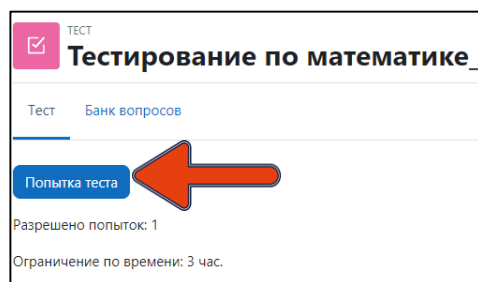 ТЕСТ
Тестирование по математике_
Тест Банк вопросов
Попытка теста
Разрешено попыток: 1
Ограничение по времени: 3 час.